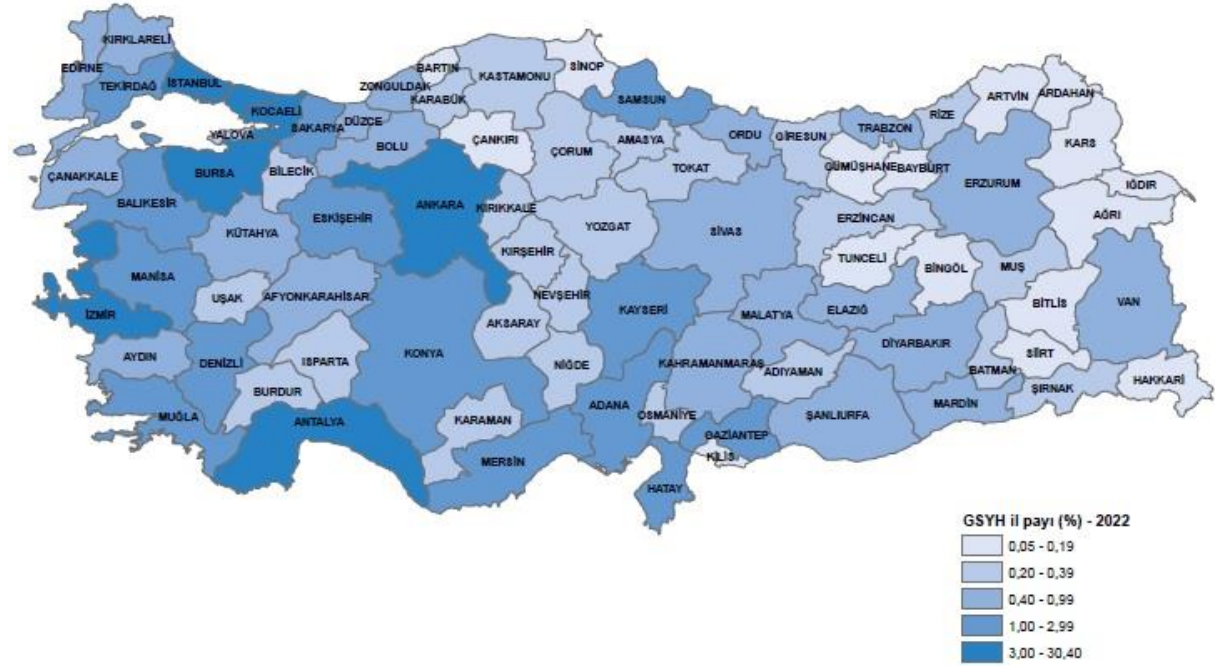 KIRKLARELİ
EDİRNE
TEKİRDAĞ
İSTANBUL
KOCAELİ
YALOVA
SAKARYA
DÜZCE
ZONGULDAK
BARTIN
KARABÜK
KASTAMONU
SİNOP
SAMSUN
BOLU
ÇANKIRI
ÇORUM
AMASYA
TOKAT
ORDU
GİRESUN
TRABZON
RİZE
ARTVİN
ARDAHAN
KARS
GÜMÜŞHANE
BAYBURT
ERZURUM
IĞDIR
AĞRI
ÇANAKKALE
BALIKESİR
BURSA
BİLECİK
ESKİŞEHİR
ANKARA
KIRIKKALE
KIRŞEHİR
YOZGAT
SİVAS
ERZİNCAN
TUNCELİ
BİNGÖL
MUŞ
BİTLİS
VAN
KÜTAHYA
MANİSA
UŞAK
AFYONKARAHİSAR
İZMİR
AYDIN
DENİZLİ
ISPARTA
BURDUR
MUĞLA
ANTALYA
KONYA
AKSARAY
NEVŞEHİR
NİĞDE
KAYSERİ
KARAMAN
MERSİN
ADANA
OSMANİYE
KAHRAMANMARAŞ
MALATYA
ELAZIĞ
ADIYAMAN
DİYARBAKIR
BATMAN
SİİRT
ŞIRNAK
HAKKARİ
MARDİN
ŞANLIURFA
GAZİANTEP
KİLİS
HATAY
GSYH il payı (%) - 2022
0,05 - 0,19
0,20 - 0,39
0,40 - 0,99
1,00 - 2,99
3,00 - 30,40